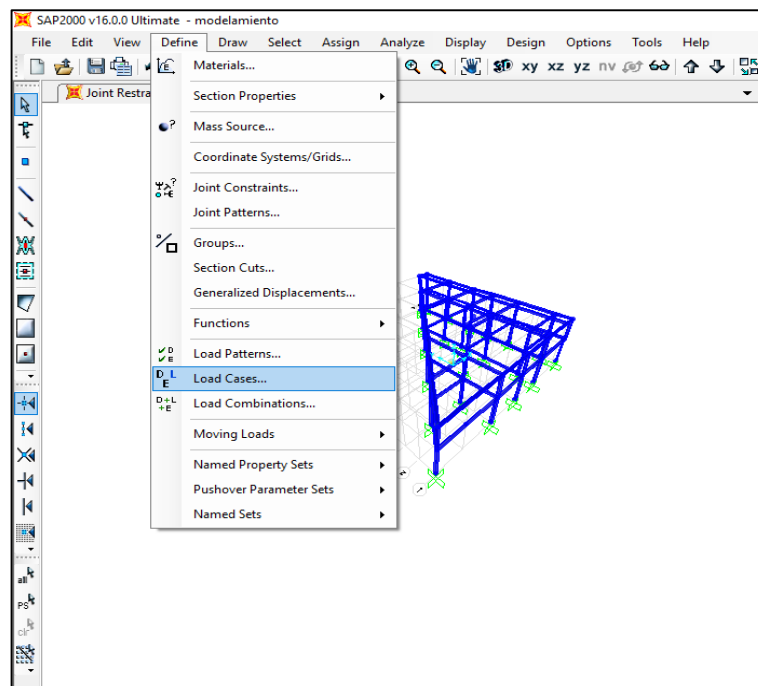 SAP2000 v16.0.0 Ultimate - modelamiento
File Edit View Define Draw Select Assign Analyze Display Design Options Tools Help
3D xy xz yz nv
Joint Restra
Materials...
Section Properties
Mass Source...
Coordinate Systems/Grids...
Joint Constraints...
Joint Patterns...
Groups...
Section Cuts...
Generalized Displacements...
Functions
Load Patterns...
Load Cases...
Load Combinations...
Moving Loads
Named Property Sets
Pushover Parameter Sets
Named Sets
all
PS
clr